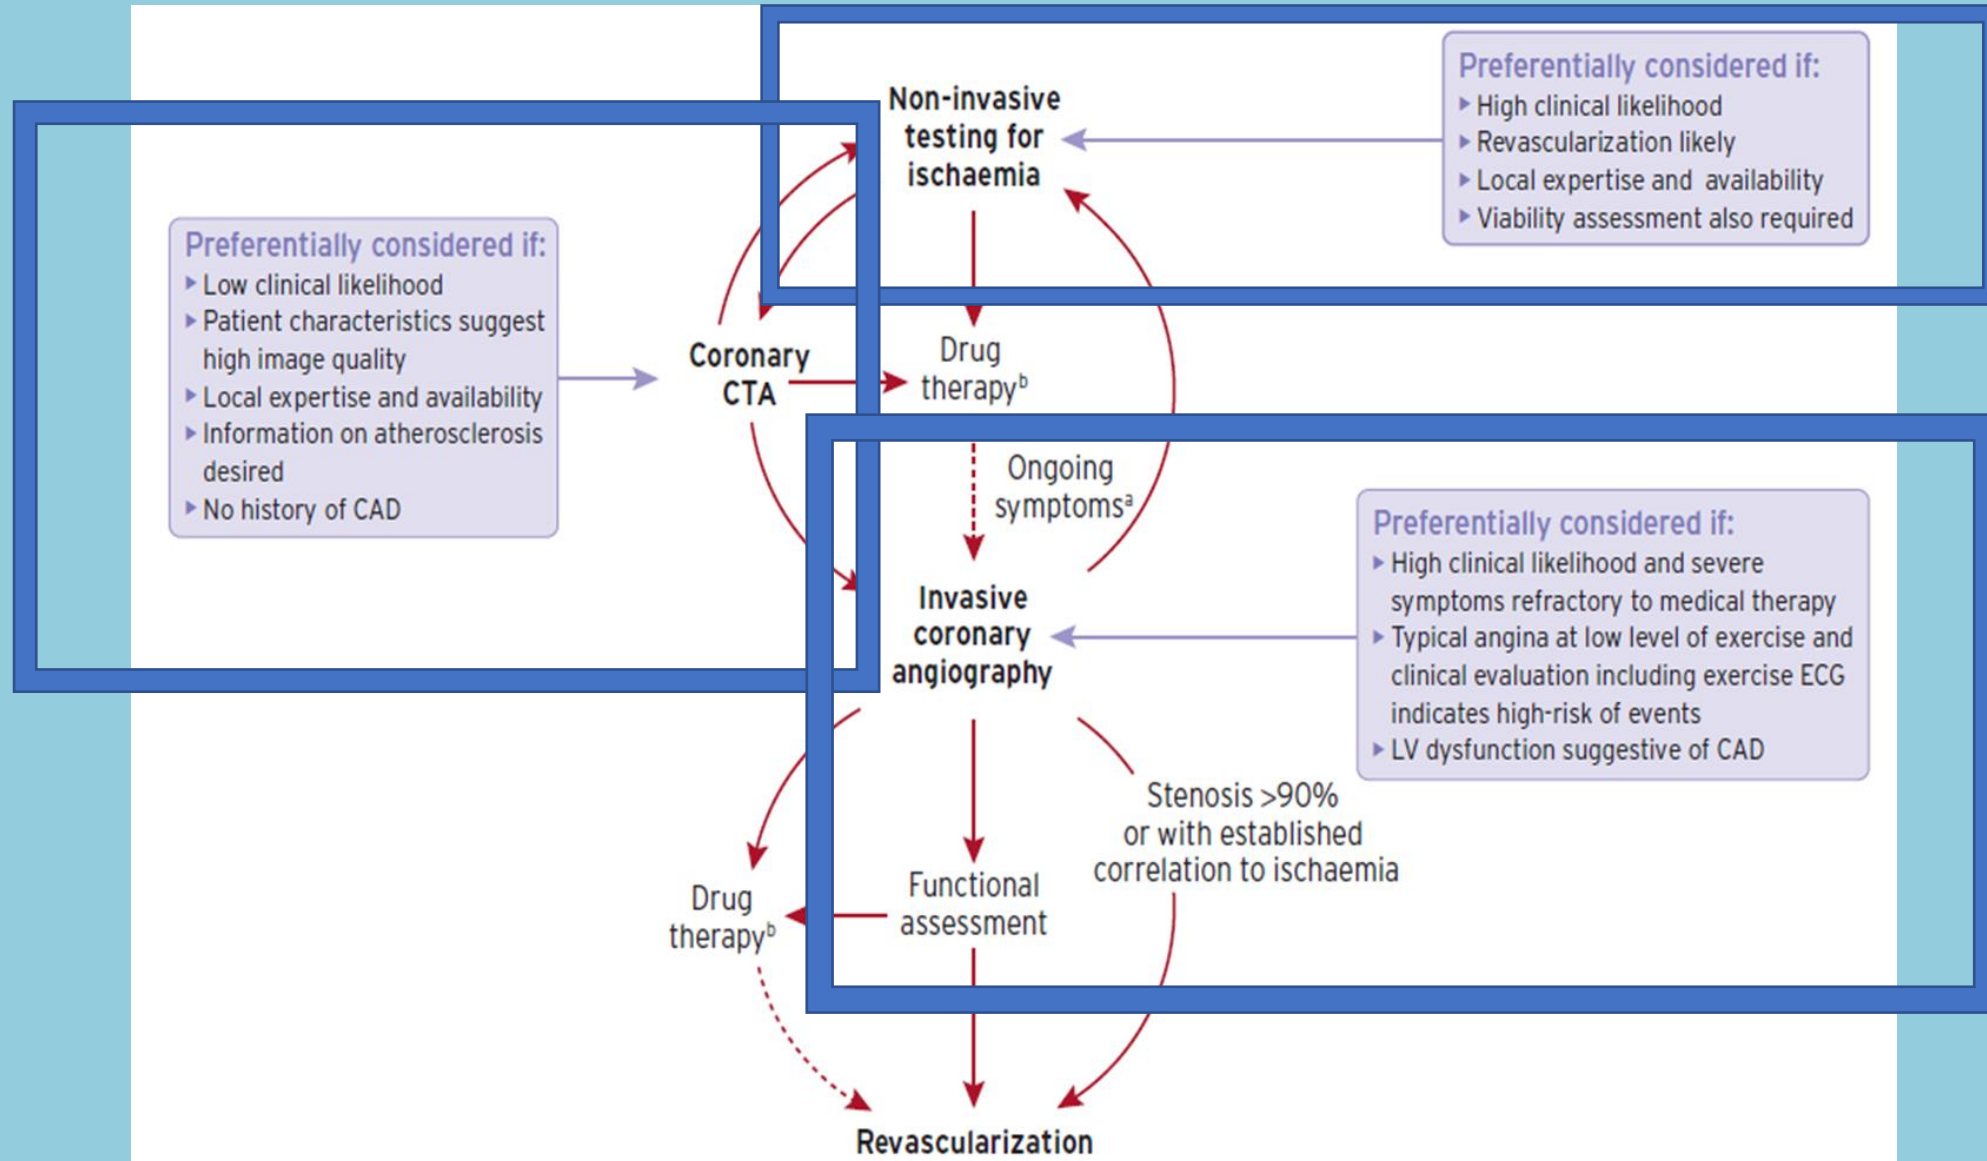 Non-invasive
testing for
ischaemia
Preferentially considered if:
High clinical likelihood
Revascularization likely
Local expertise and availability
Viability assessment also required
Preferentially considered if:
Low clinical likelihood
Patient characteristics suggest
high image quality
Local expertise and availability
Information on atherosclerosis
desired
No history of CAD
Coronary
CTA
Drug
therapyᵇ
Ongoing
symptomsᵃ
Invasive
coronary
angiography
Preferentially considered if:
High clinical likelihood and severe
symptoms refractory to medical therapy
Typical angina at low level of exercise and
clinical evaluation including exercise ECG
indicates high-risk of events
LV dysfunction suggestive of CAD
Stenosis >90%
or with established
correlation to ischaemia
Functional
assessment
Drug
therapyᵇ
Revascularization